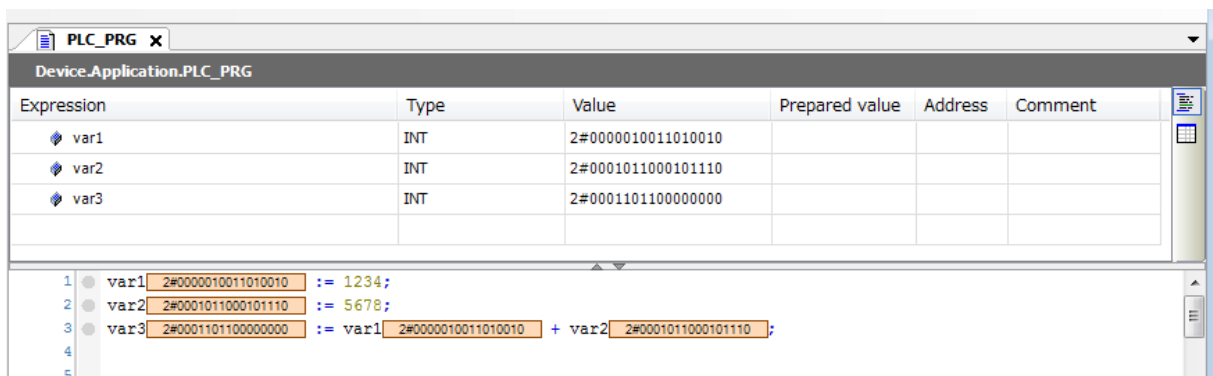 PLC_PRG
Device.Application.PLC_PRG
Expression Type Value Prepared value Address Comment
var1 INT 2#0000010011010010
var2 INT 2#0001011000101110
var3 INT 2#0001101100000000
1 var1 2#0000010011010010 := 1234;
2 var2 2#0001011000101110 := 5678;
3 var3 2#0001101100000000 := var1 2#0000010011010010 + var2 2#0001011000101110 ;
4
5